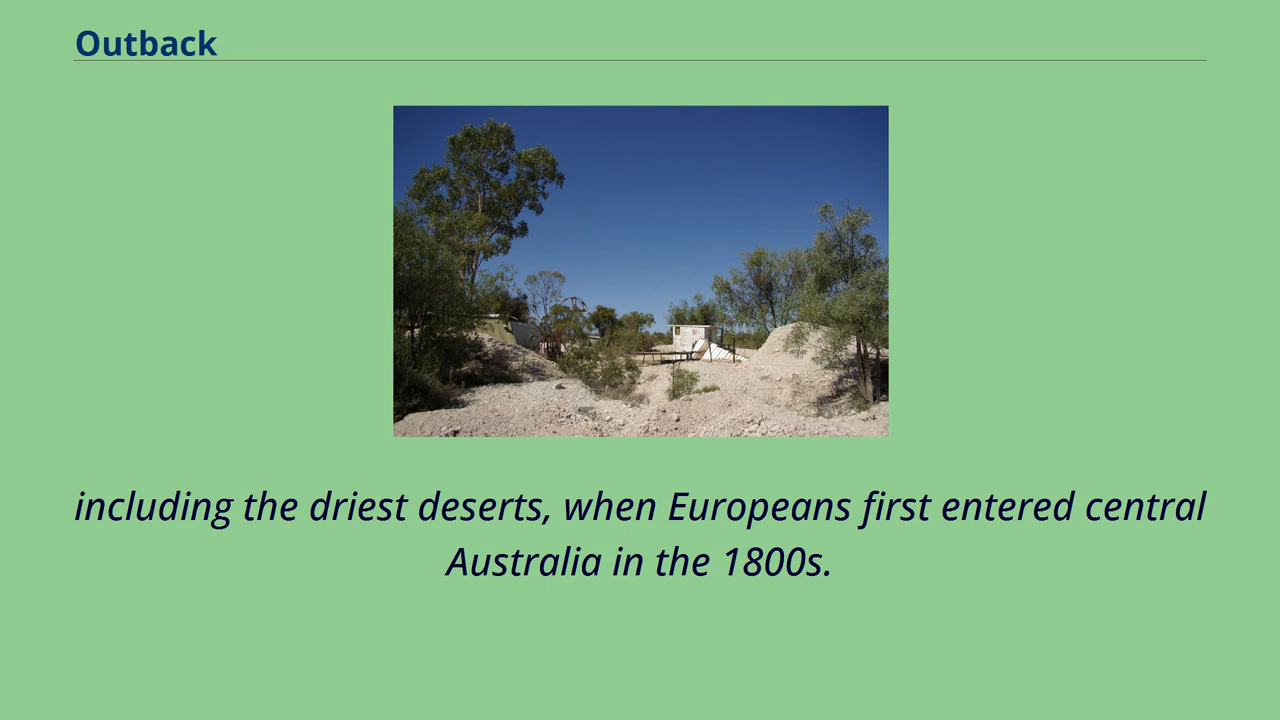 Outback
including the driest deserts, when Europeans first entered central
Australia in the 1800s.